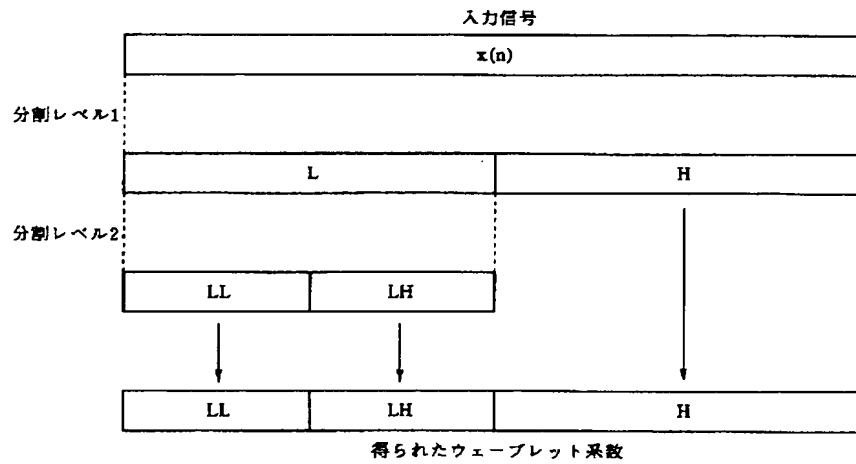 入力信号
x(n)
分割レベル1
L H
分割レベル2
LL LH
LL LH H
得られたウェーブレット系数